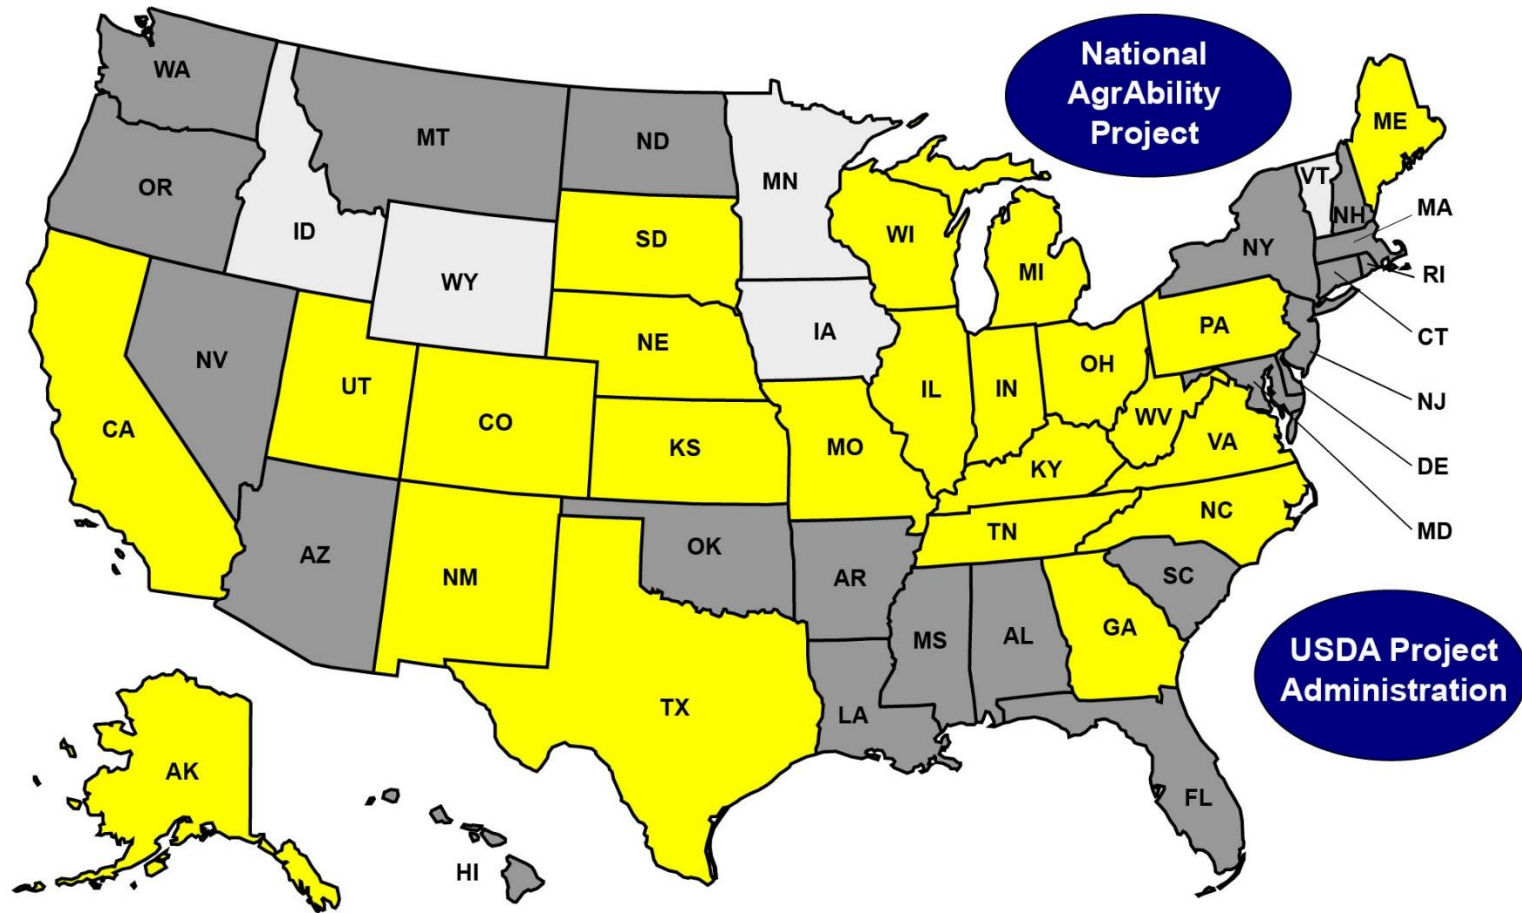 National
AgrAbility
Project
WA
MT
ND
MN
ME
VT
NH
MA
OR
ID
SD
WI
NY
RI
MI
WY
PA
CT
NE
IA
OH
NV
UT
IL
IN
NJ
CA
CO
WV
KS
MO
VA
KY
DE
NC
TN
MD
AZ
OK
NM
AR
SC
GA
MS
AL
USDA Project
Administration
TX
LA
AK
FL
HI